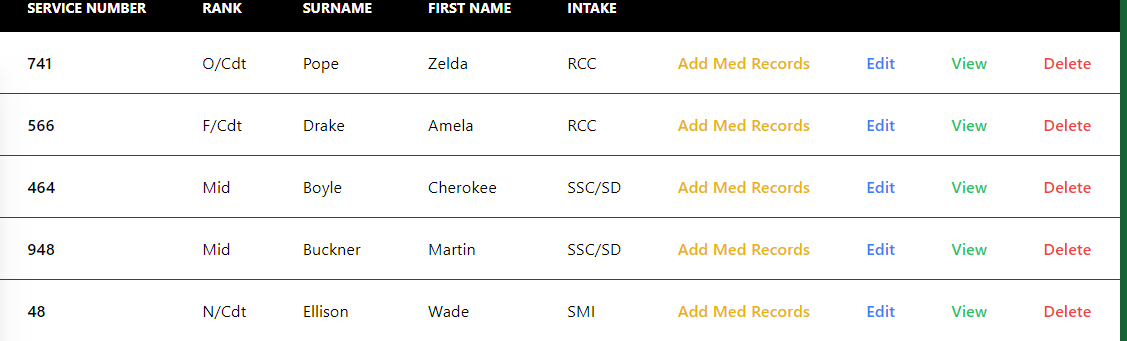 SERVICE NUMBER RANK SURNAME FIRST NAME INTAKE
741 O/Cdt Pope Zelda RCC Add Med Records Edit View Delete
566 F/Cdt Drake Amela RCC Add Med Records Edit View Delete
464 Mid Boyle Cherokee SSC/SD Add Med Records Edit View Delete
948 Mid Buckner Martin SSC/SD Add Med Records Edit View Delete
48 N/Cdt Ellison Wade SMI Add Med Records Edit View Delete